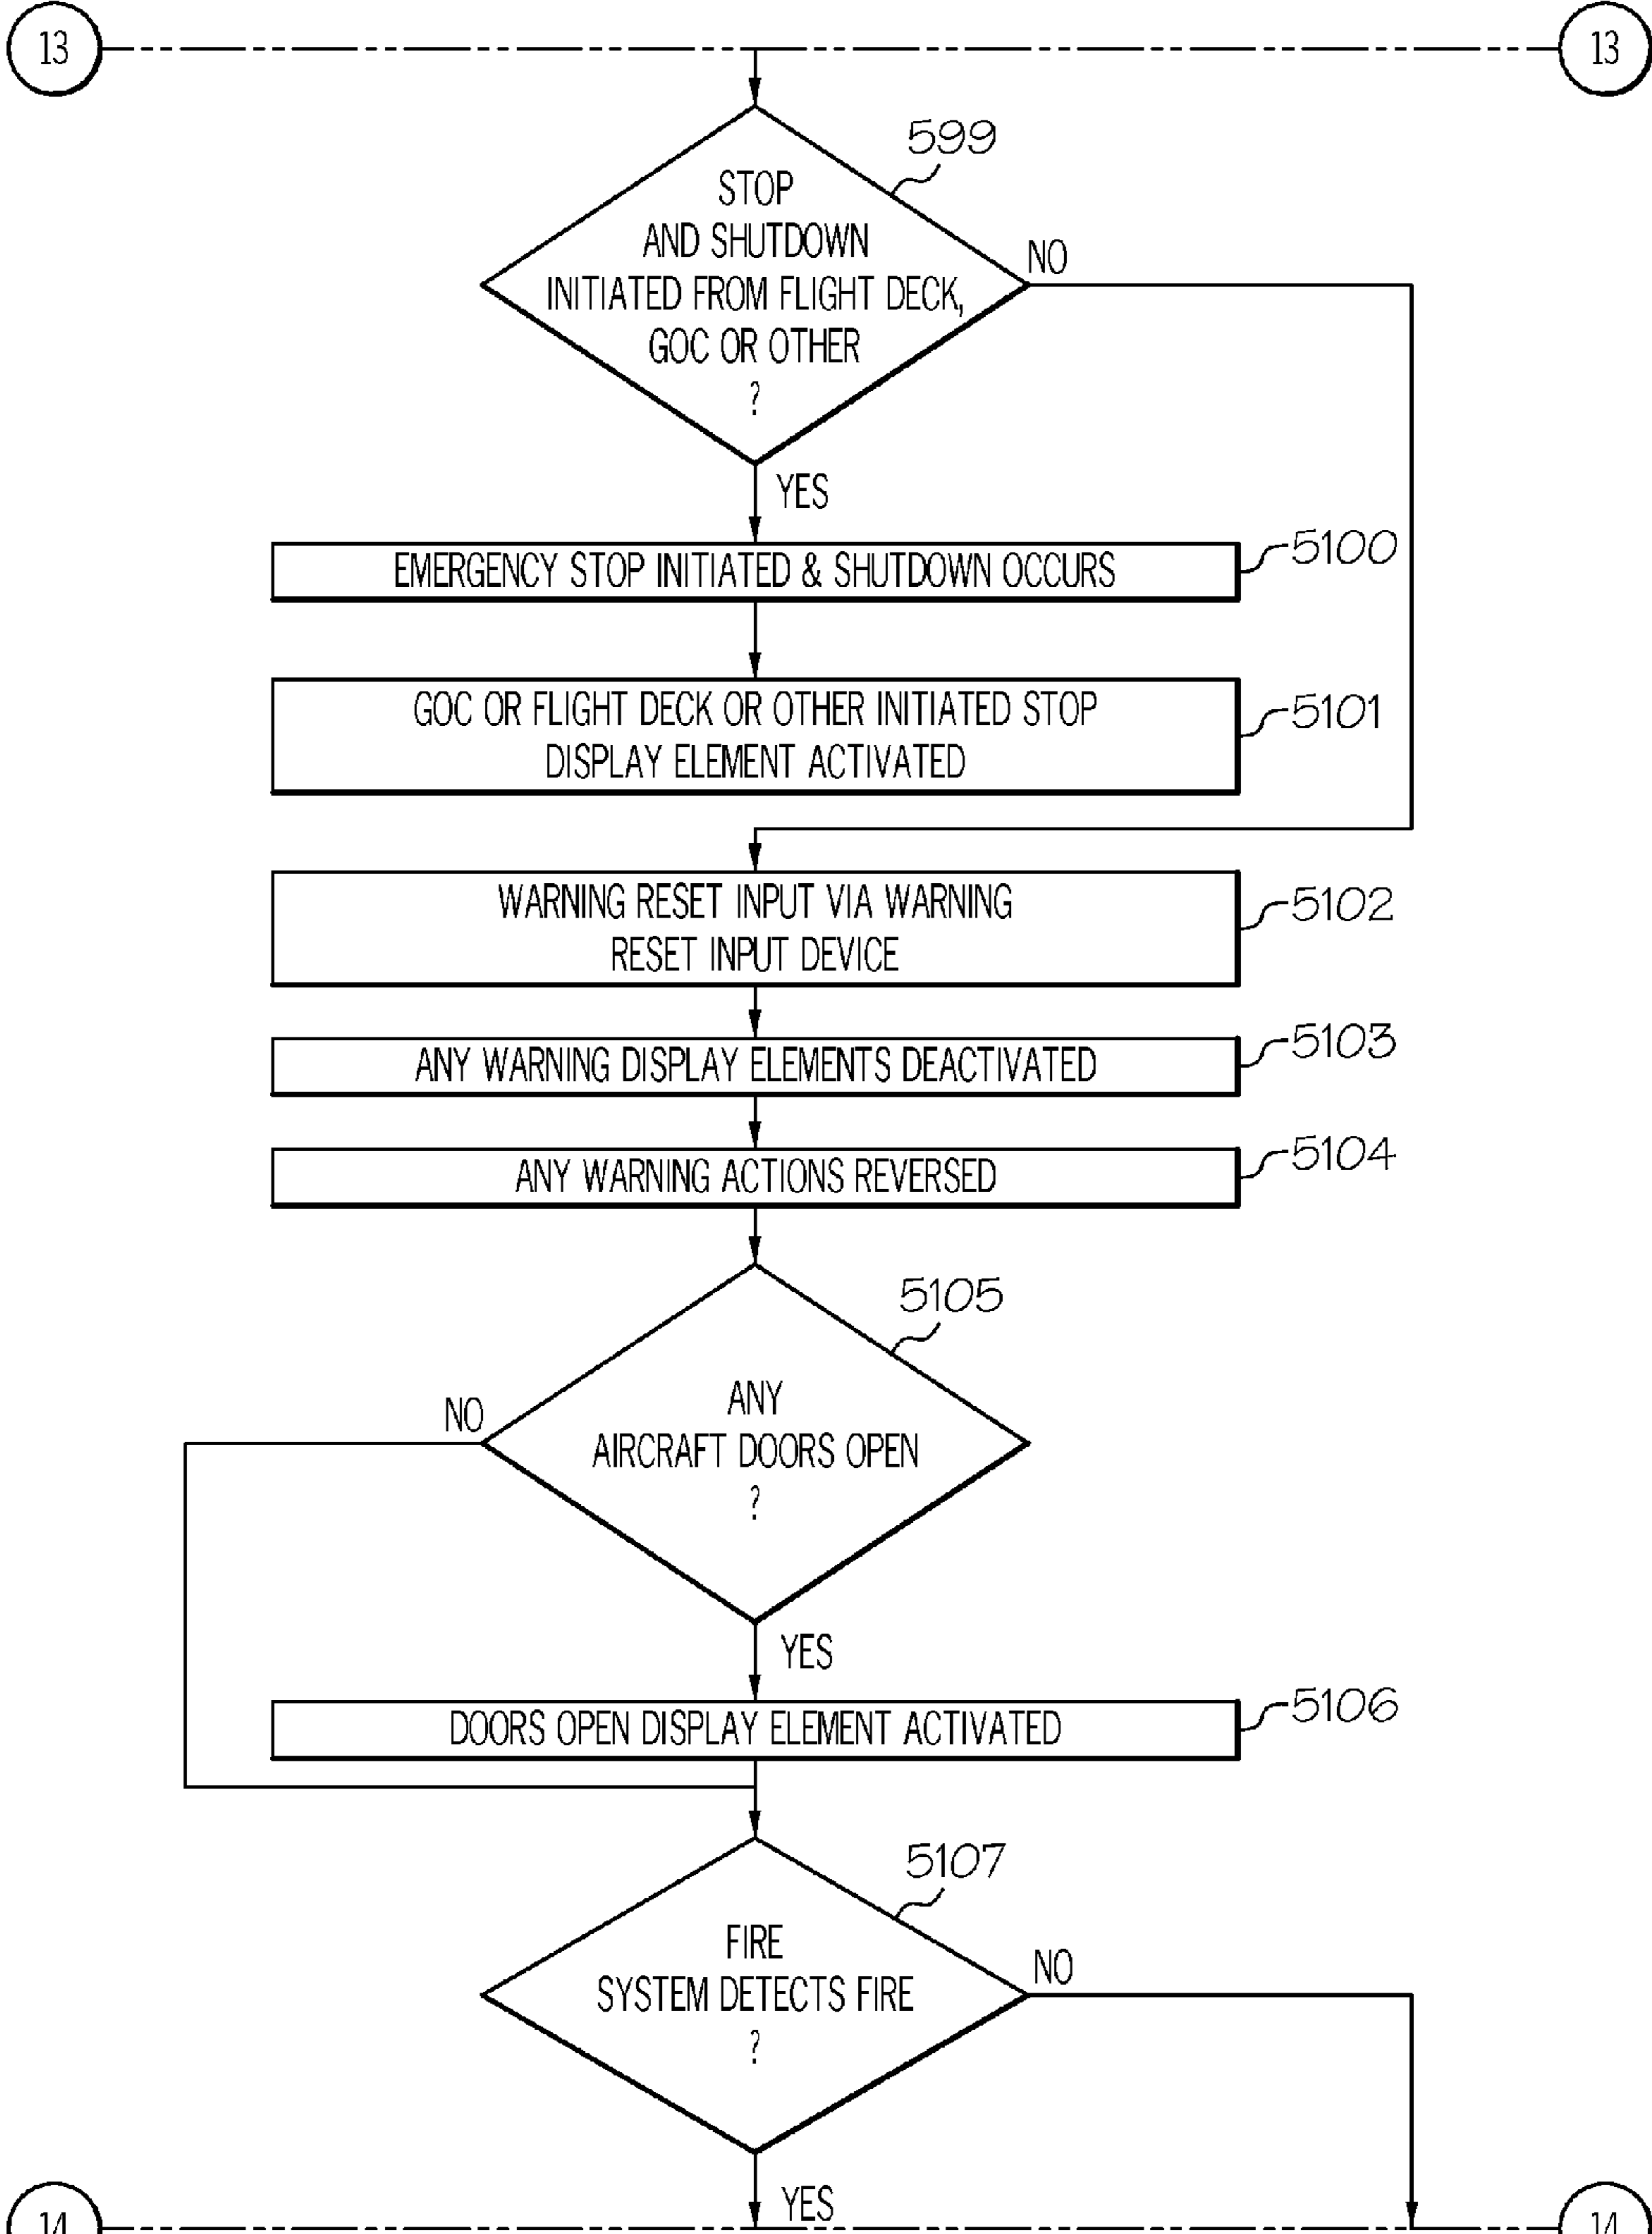 13
13
599
STOP
AND SHUTDOWN
INITIATED FROM FLIGHT DECK,
GOC OR OTHER
?
NO
YES
EMERGENCY STOP INITIATED & SHUTDOWN OCCURS
5100
GOC OR FLIGHT DECK OR OTHER INITIATED STOP
DISPLAY ELEMENT ACTIVATED
5101
WARNING RESET INPUT VIA WARNING
RESET INPUT DEVICE
5102
ANY WARNING DISPLAY ELEMENTS DEACTIVATED
5103
ANY WARNING ACTIONS REVERSED
5104
5105
ANY
AIRCRAFT DOORS OPEN
?
NO
YES
DOORS OPEN DISPLAY ELEMENT ACTIVATED
5106
5107
FIRE
SYSTEM DETECTS FIRE
?
NO
YES
14
14